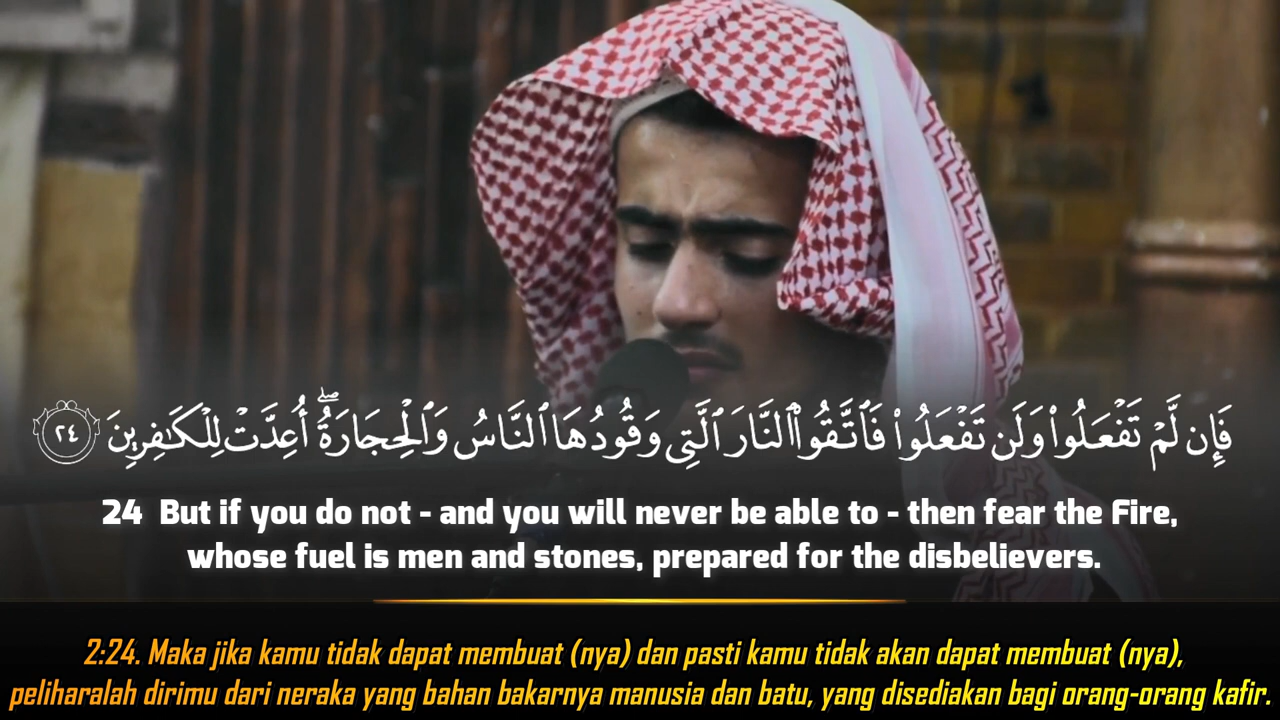 فَإِن لَّمْ تَفْعَلُوا۟ وَلَن تَفْعَلُوا۟ فَٱتَّقُوا۟ ٱلنَّارَ ٱلَّتِى وَقُودُهَا ٱلنَّاسُ وَٱلْحِجَارَةُ ۖ أُعِدَّتْ لِلْكَـٰفِرِينَ ٢٤
24 But if you do not - and you will never be able to - then fear the Fire,
whose fuel is men and stones, prepared for the disbelievers.
2:24. Maka jika kamu tidak dapat membuat (nya) dan pasti kamu tidak akan dapat membuat (nya),
peliharalah dirimu dari neraka yang bahan bakarnya manusia dan batu, yang disediakan bagi orang-orang kafir.